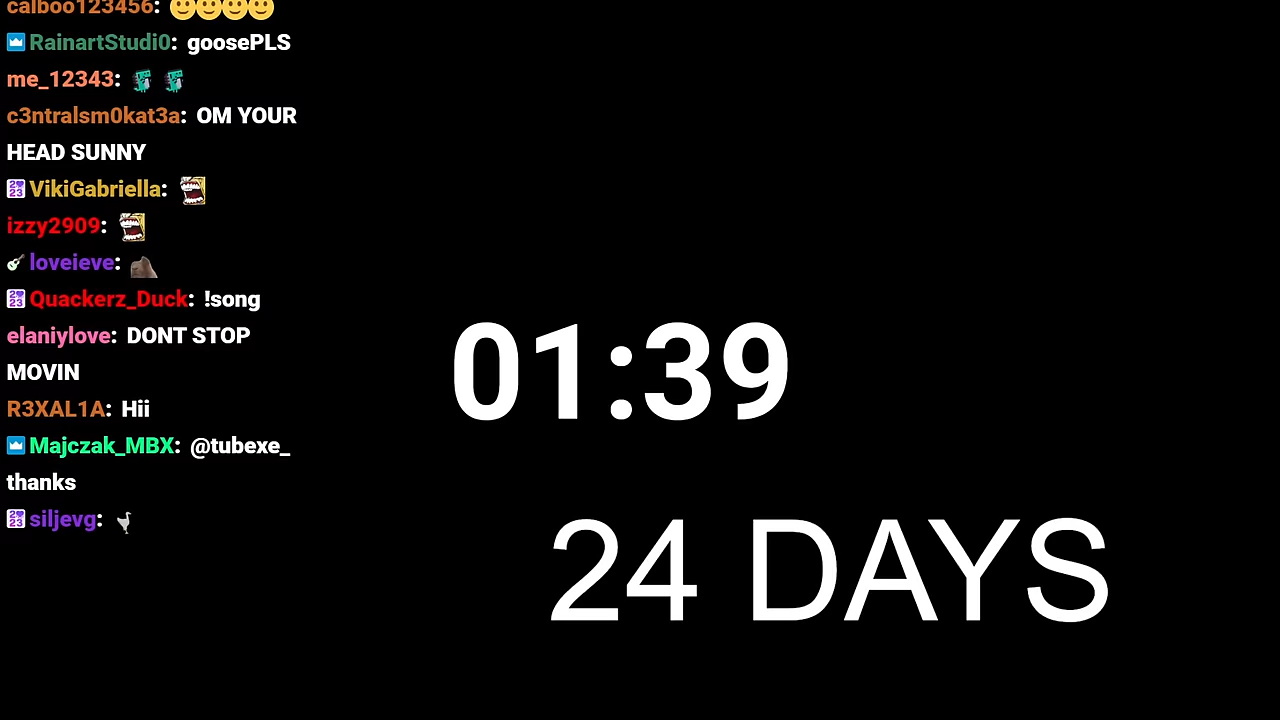 calboo123456:
RainartStudi0: goosePLS
me_12343:
c3ntralsm0kat3a: OM YOUR
HEAD SUNNY
VikiGabriella:
izzy2909:
loveieve:
Quackerz_Duck: !song
elaniylove: DONT STOP
MOVIN
R3XAL1A: Hii
Majczak_MBX: @tubexe_
thanks
siljevg:
01:39
24 DAYS